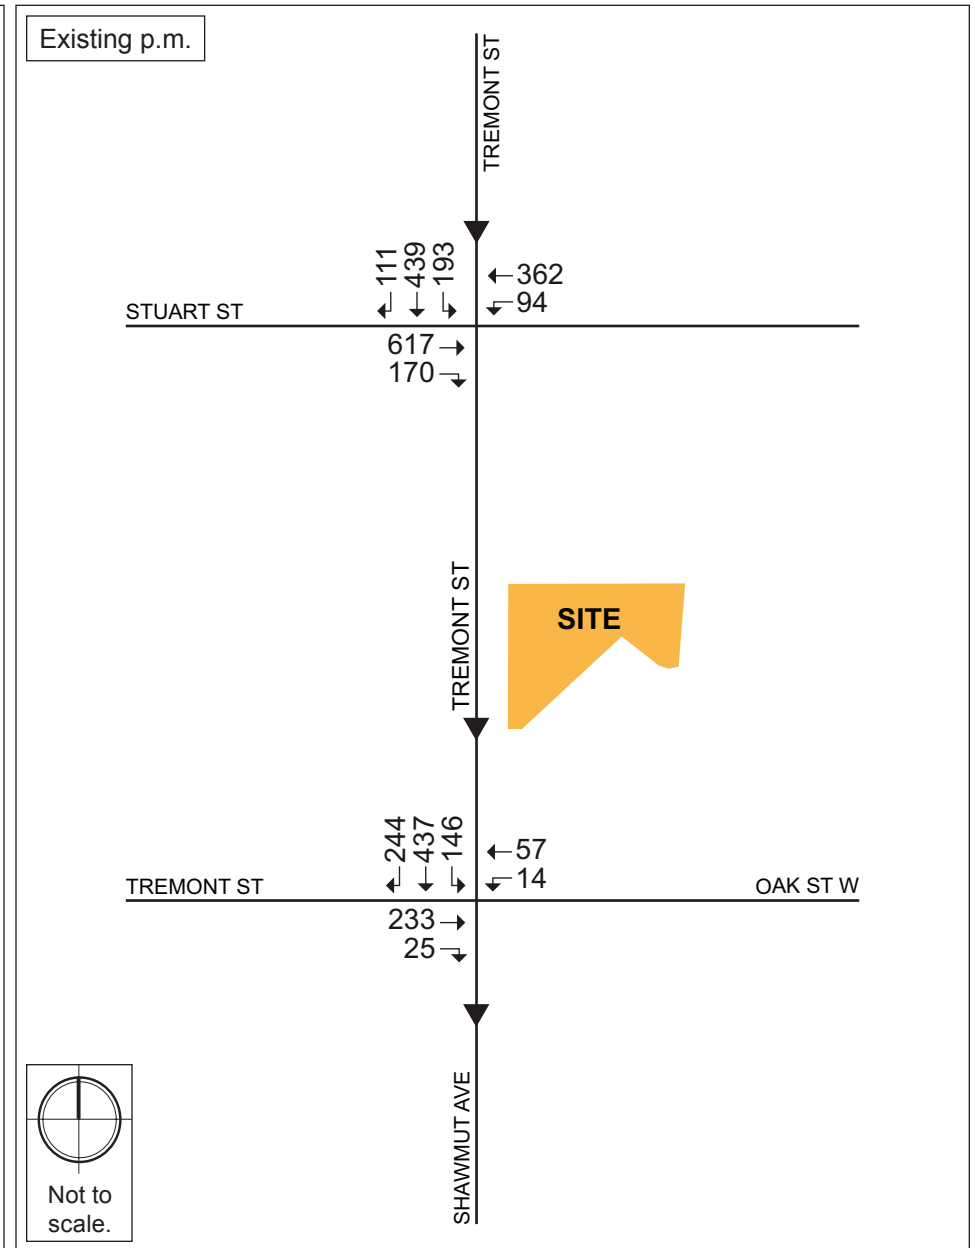 Existing p.m.
TREMONT ST
111
439
193
362
94
STUART ST
617
170
TREMONT ST
SITE
244
437
146
57
14
TREMONT ST
OAK ST W
233
25
SHAWMUT AVE
Not to
scale.